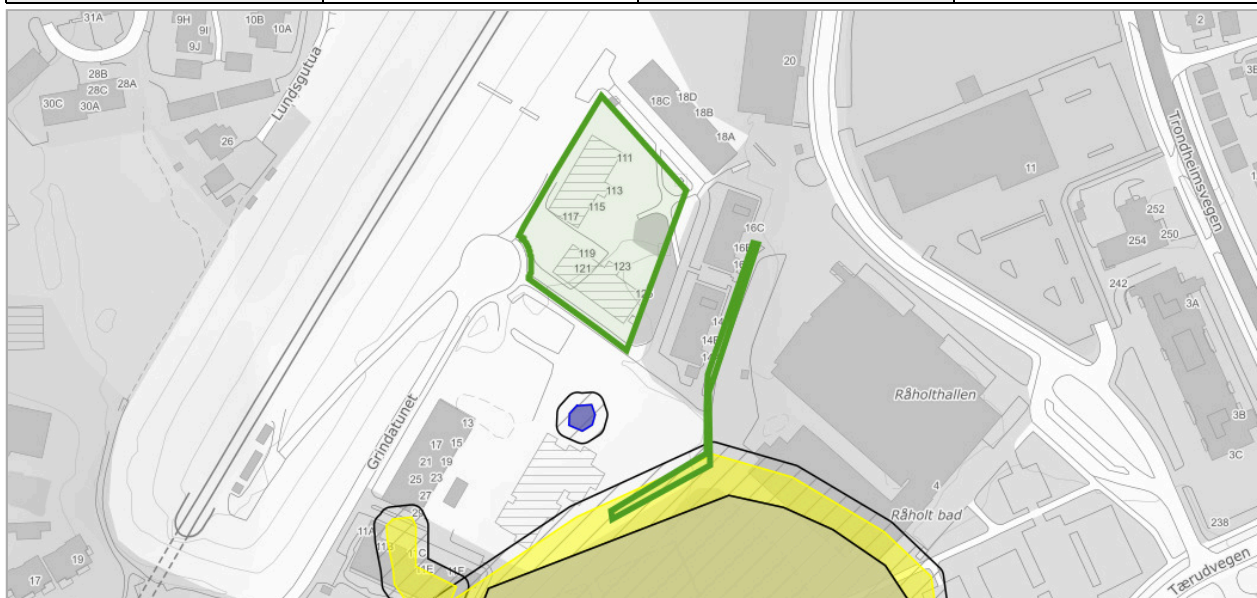 31A
9H
9I
9J
10B
10A
28B
28C
28A
30C
30A
26
Lundsgutua
20
18C
18D
18B
18A
2
Trondheimsvegen
11
111
113
115
117
119
121
123
16C
252
250
254
242
3A
3B
3C
Råholthallen
4
Råholt bad
238
Tærudvegen
Grindatunet
13
15
17
19
21
23
25
27
11A
11E
17
19